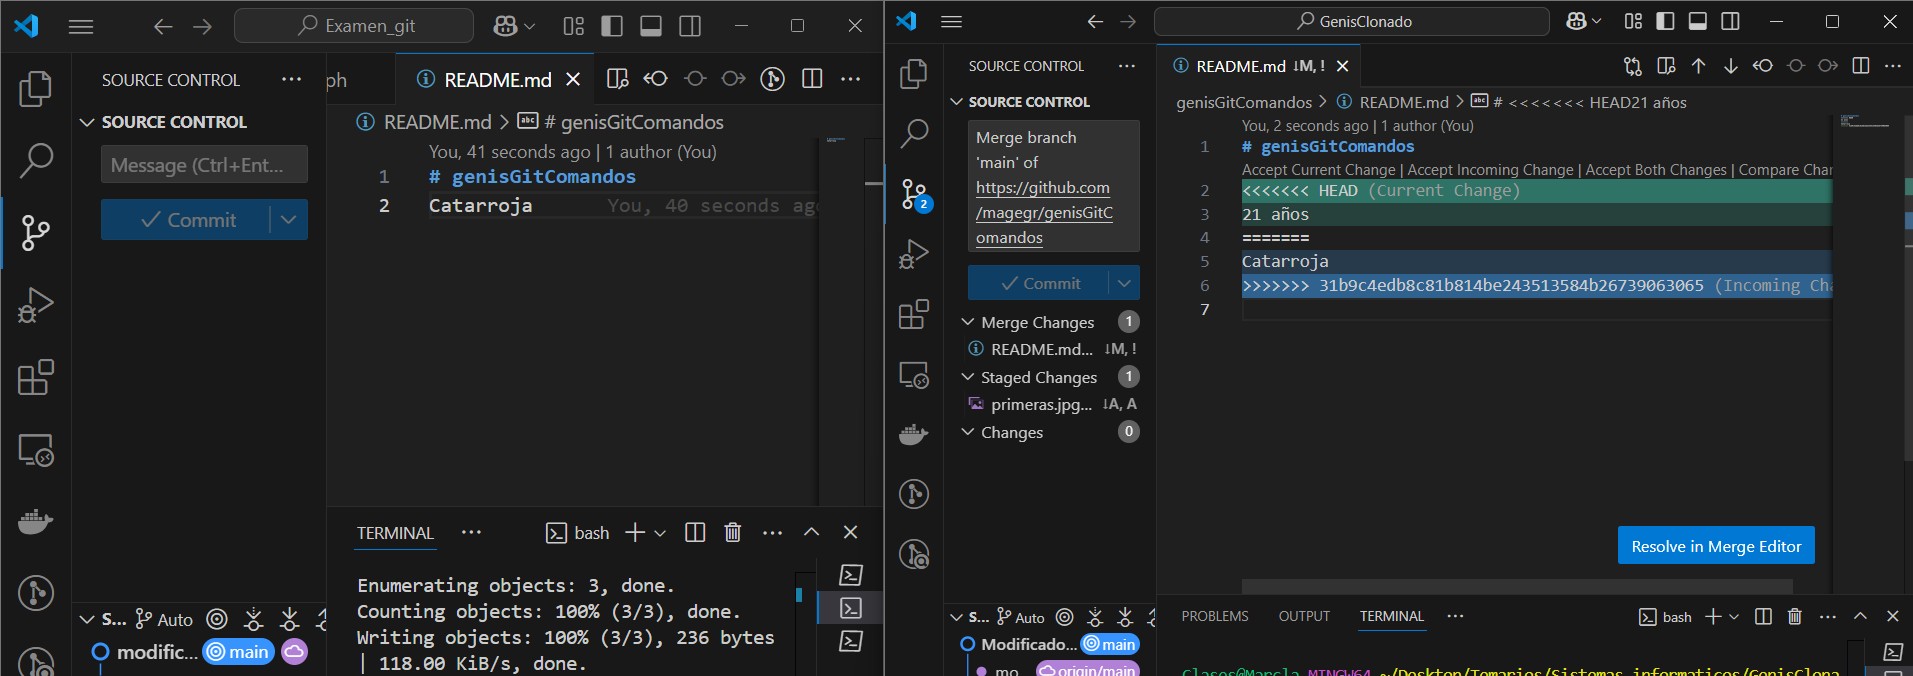 Examen_git
SOURCE CONTROL ···
SOURCE CONTROL
Message (Ctrl+Ent...
Commit
S... Auto
modific... main
ph
README.md
README.md > # genisGitComandos
You, 41 seconds ago | 1 author (You)
1 # genisGitComandos
2 Catarroja You, 40 seconds ago
TERMINAL ··· bash
Enumerating objects: 3, done.
Counting objects: 100% (3/3), done.
Writing objects: 100% (3/3), 236 bytes
| 118.00 KiB/s, done.
GenisClonado
SOURCE CONTROL ···
SOURCE CONTROL
Merge branch
'main' of
https://github.com
/magegr/genisGitC
omandos
Commit
Merge Changes 1
README.md... ↓M, !
Staged Changes 1
primeras.jpg... ↓A, A
Changes 0
2
S... Auto
Modificado... main
mo origin/main
README.md ↓M, !
genisGitComandos > README.md > # <<<<<<< HEAD21 años
You, 2 seconds ago | 1 author (You)
1 # genisGitComandos
Accept Current Change | Accept Incoming Change | Accept Both Changes | Compare Char
2 <<<<<<< HEAD (Current Change)
3 21 años
4 =======
5 Catarroja
6 >>>>>>> 31b9c4edb8c81b814be243513584b26739063065 (Incoming Cha
7
Resolve in Merge Editor
PROBLEMS OUTPUT TERMINAL ··· bash
Clases@Marcla MINGW64 ~/Desktop/Temarios/Sistemas informaticos/GenisClona